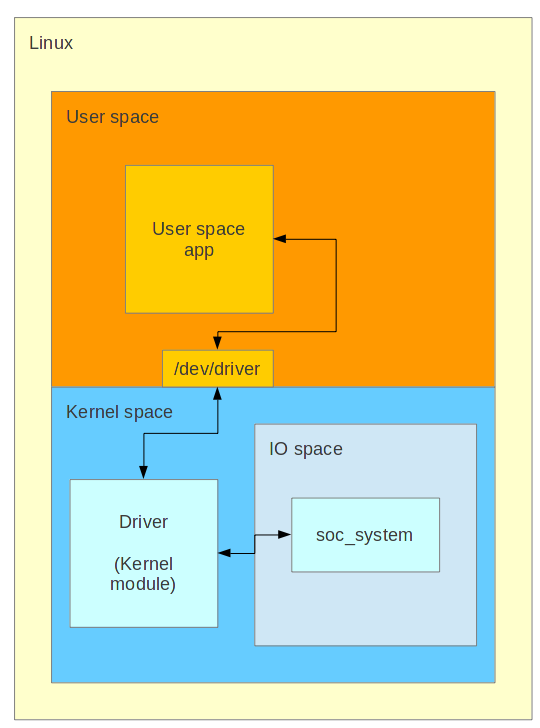 Linux
User space
User space
app
/dev/driver
Kernel space
IO space
Driver
(Kernel
module)
soc_system